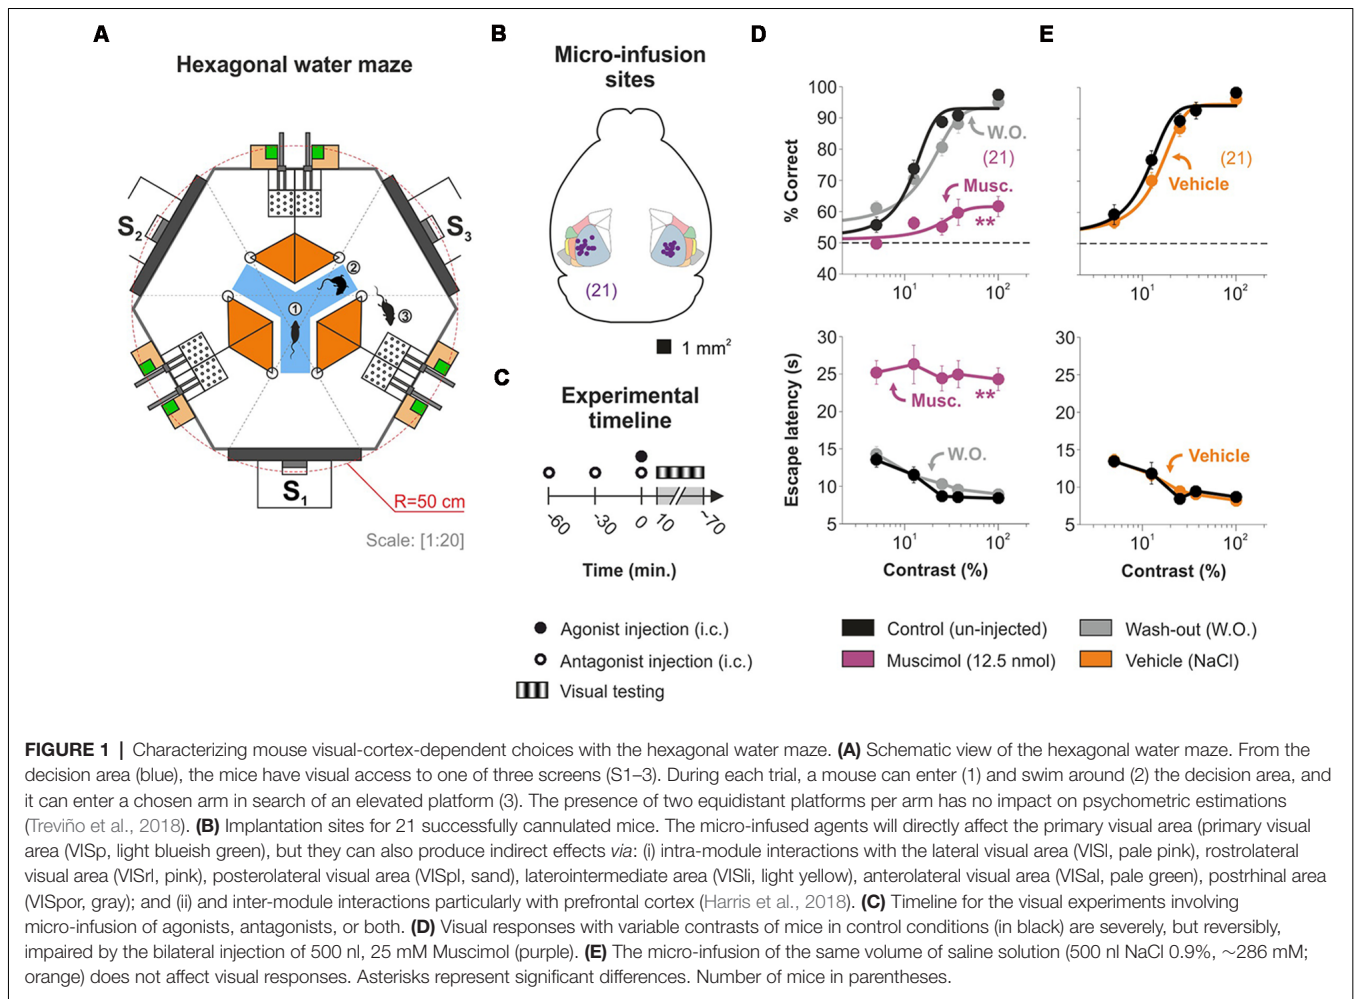 A
Hexagonal water maze
S2
S3
2
1
3
S1
R=50 cm
Scale: [1:20]
B
Micro-infusion
sites
(21)
1 mm²
C
Experimental
timeline
-60
-30
0
10
~70
Time (min.)
Agonist injection (i.c.)
Antagonist injection (i.c.)
Visual testing
D
% Correct
100
90
80
70
60
50
40
W.O.
(21)
Musc.
**
10¹
10²
Escape latency (s)
30
25
20
15
10
5
Musc.
**
W.O.
10¹
10²
Contrast (%)
E
(21)
Vehicle
10¹
10²
30
25
20
15
10
5
Vehicle
10¹
10²
Contrast (%)
Control (un-injected)
Wash-out (W.O.)
Muscimol (12.5 nmol)
Vehicle (NaCl)
FIGURE 1 | Characterizing mouse visual-cortex-dependent choices with the hexagonal water maze. (A) Schematic view of the hexagonal water maze. From the
decision area (blue), the mice have visual access to one of three screens (S1–3). During each trial, a mouse can enter (1) and swim around (2) the decision area, and
it can enter a chosen arm in search of an elevated platform (3). The presence of two equidistant platforms per arm has no impact on psychometric estimations
(Treviño et al., 2018). (B) Implantation sites for 21 successfully cannulated mice. The micro-infused agents will directly affect the primary visual area (primary visual
area (VISp, light blueish green), but they can also produce indirect effects via: (i) intra-module interactions with the lateral visual area (VISl, pale pink), rostrolateral
visual area (VISrl, pink), posterolateral visual area (VISpl, sand), laterointermediate area (VISli, light yellow), anterolateral visual area (VISal, pale green), postrhinal area
(VISpor, gray); and (ii) and inter-module interactions particularly with prefrontal cortex (Harris et al., 2018). (C) Timeline for the visual experiments involving
micro-infusion of agonists, antagonists, or both. (D) Visual responses with variable contrasts of mice in control conditions (in black) are severely, but reversibly,
impaired by the bilateral injection of 500 nl, 25 mM Muscimol (purple). (E) The micro-infusion of the same volume of saline solution (500 nl NaCl 0.9%, ~286 mM;
orange) does not affect visual responses. Asterisks represent significant differences. Number of mice in parentheses.